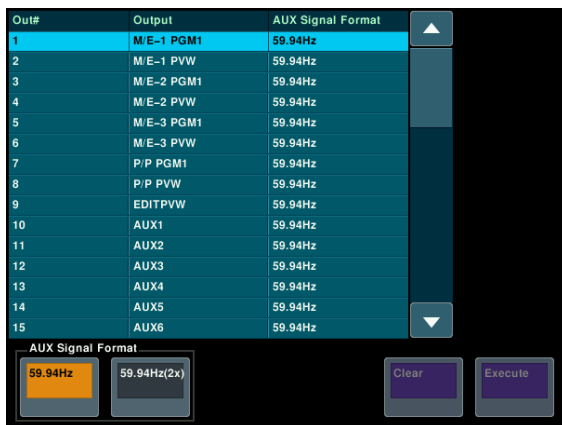 Out# Output AUX Signal Format
1 M/E–1 PGM1 59.94Hz
2 M/E–1 PVW 59.94Hz
3 M/E–2 PGM1 59.94Hz
4 M/E–2 PVW 59.94Hz
5 M/E–3 PGM1 59.94Hz
6 M/E–3 PVW 59.94Hz
7 P/P PGM1 59.94Hz
8 P/P PVW 59.94Hz
9 EDITPVW 59.94Hz
10 AUX1 59.94Hz
11 AUX2 59.94Hz
12 AUX3 59.94Hz
13 AUX4 59.94Hz
14 AUX5 59.94Hz
15 AUX6 59.94Hz
AUX Signal Format
59.94Hz 59.94Hz(2x) Clear Execute